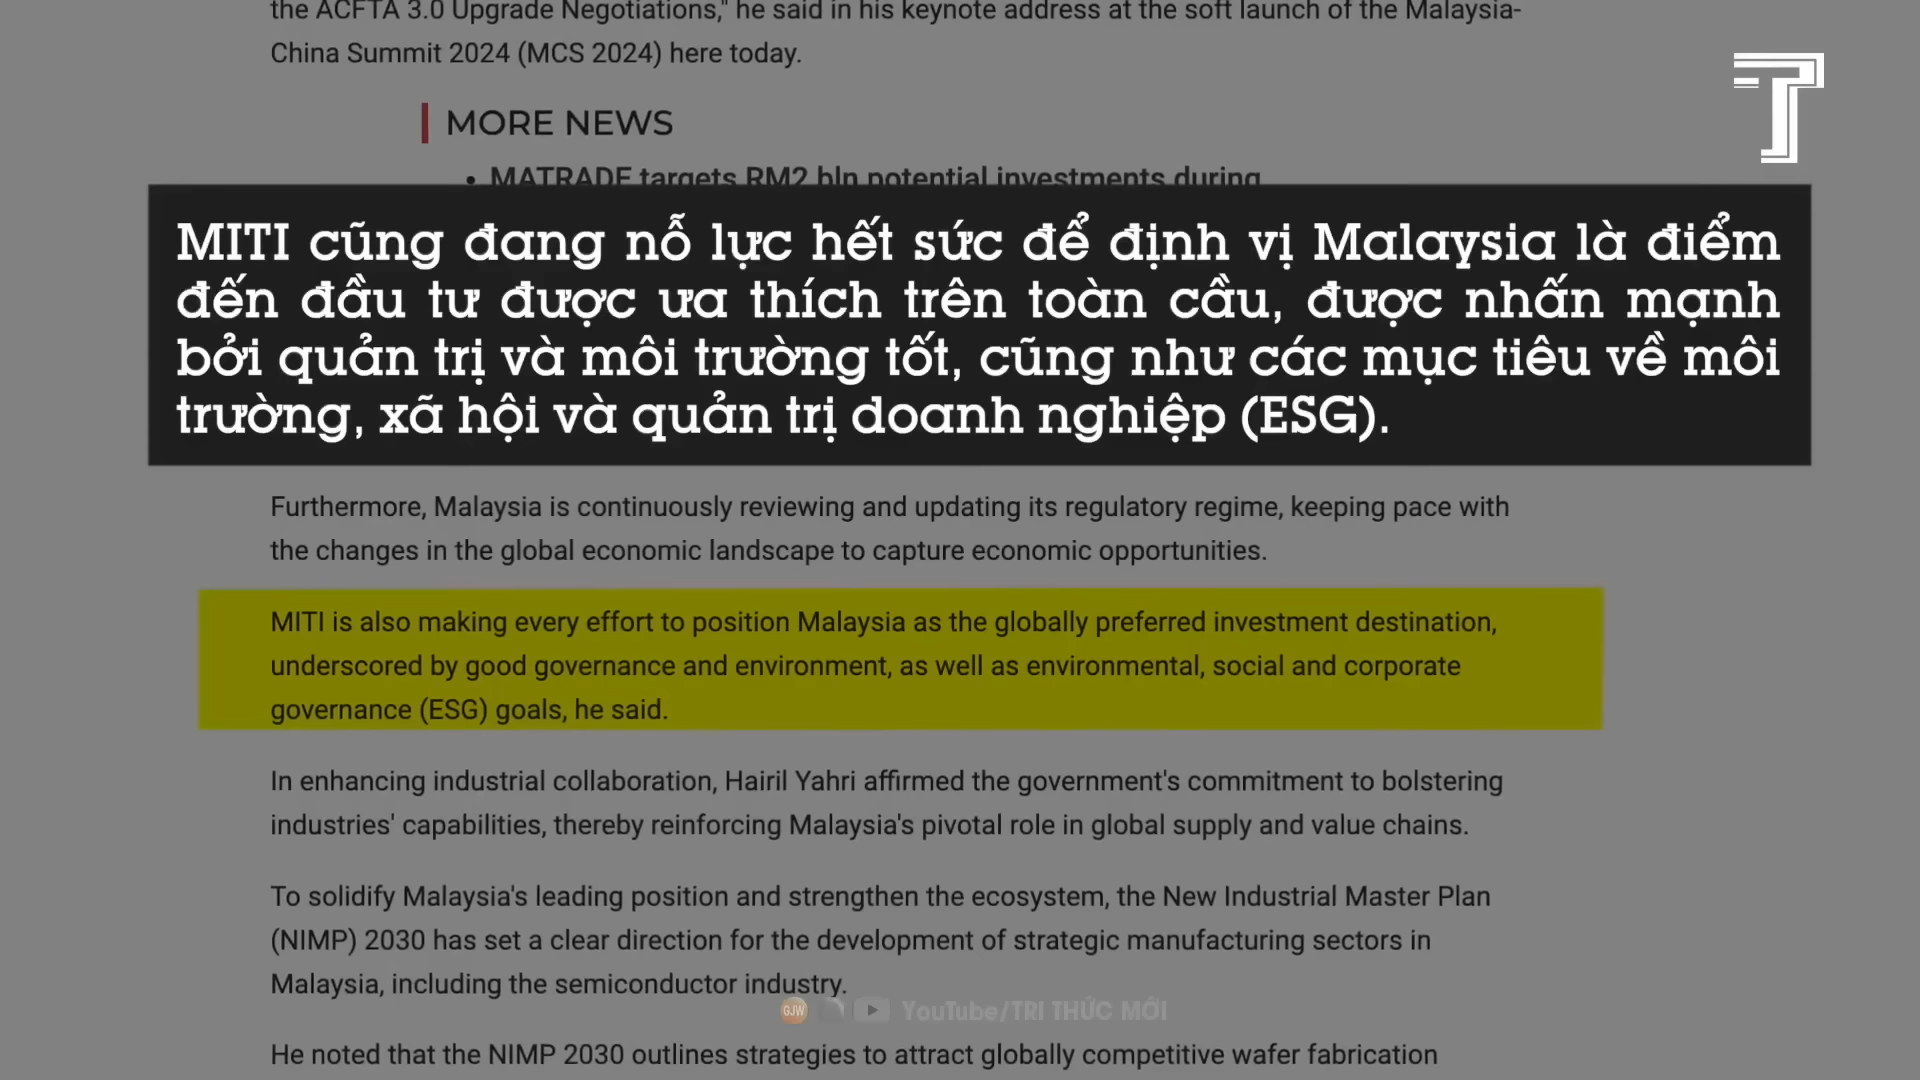 the ACFTA 3.0 Upgrade Negotiations," he said in his keynote address at the soft launch of the Malaysia-
China Summit 2024 (MCS 2024) here today.
MORE NEWS
• MATRADE targets RM2 bln potential investments during
MITI cũng đang nỗ lực hết sức để định vị Malaysia là điểm
đến đầu tư được ưa thích trên toàn cầu, được nhấn mạnh
bởi quản trị và môi trường tốt, cũng như các mục tiêu về môi
trường, xã hội và quản trị doanh nghiệp (ESG).
Furthermore, Malaysia is continuously reviewing and updating its regulatory regime, keeping pace with
the changes in the global economic landscape to capture economic opportunities.
MITI is also making every effort to position Malaysia as the globally preferred investment destination,
underscored by good governance and environment, as well as environmental, social and corporate
governance (ESG) goals, he said.
In enhancing industrial collaboration, Hairil Yahri affirmed the government's commitment to bolstering
industries' capabilities, thereby reinforcing Malaysia's pivotal role in global supply and value chains.
To solidify Malaysia's leading position and strengthen the ecosystem, the New Industrial Master Plan
(NIMP) 2030 has set a clear direction for the development of strategic manufacturing sectors in
Malaysia, including the semiconductor industry.
GJW YouTube/TRI THỨC MỚI
He noted that the NIMP 2030 outlines strategies to attract globally competitive wafer fabrication